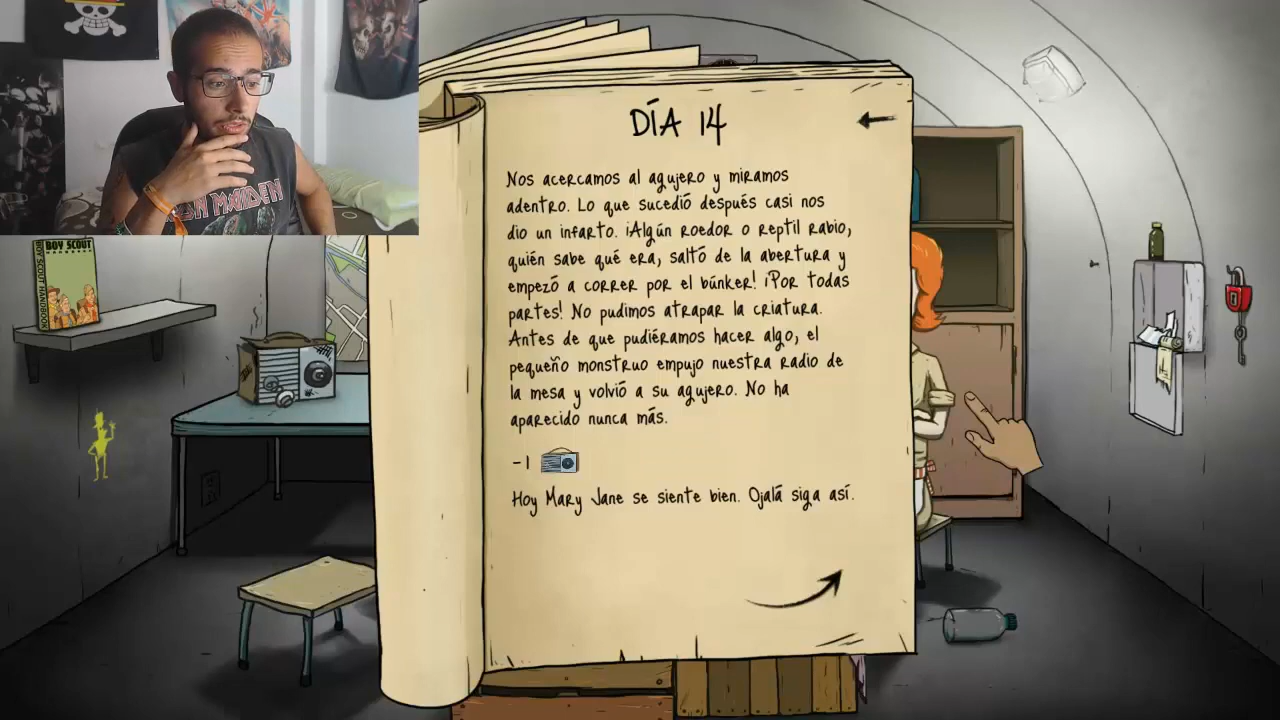 DÍA 14
Nos acercamos al agujero y miramos
adentro. Lo que sucedió después casi nos
dio un infarto. ¡Algún roedor o reptil rabio,
quién sabe qué era, saltó de la abertura y
empezó a correr por el búnker! ¡Por todas
partes! No pudimos atrapar la criatura.
Antes de que pudiéramos hacer algo, el
pequeño monstruo empujo nuestra radio de
la mesa y volvió a su agujero. No ha
aparecido nunca más.
-1
Hoy Mary Jane se siente bien. Ojalá siga así.
BOY SCOUT
BOY SCOUT HANDBOOK
IRON MAIDEN